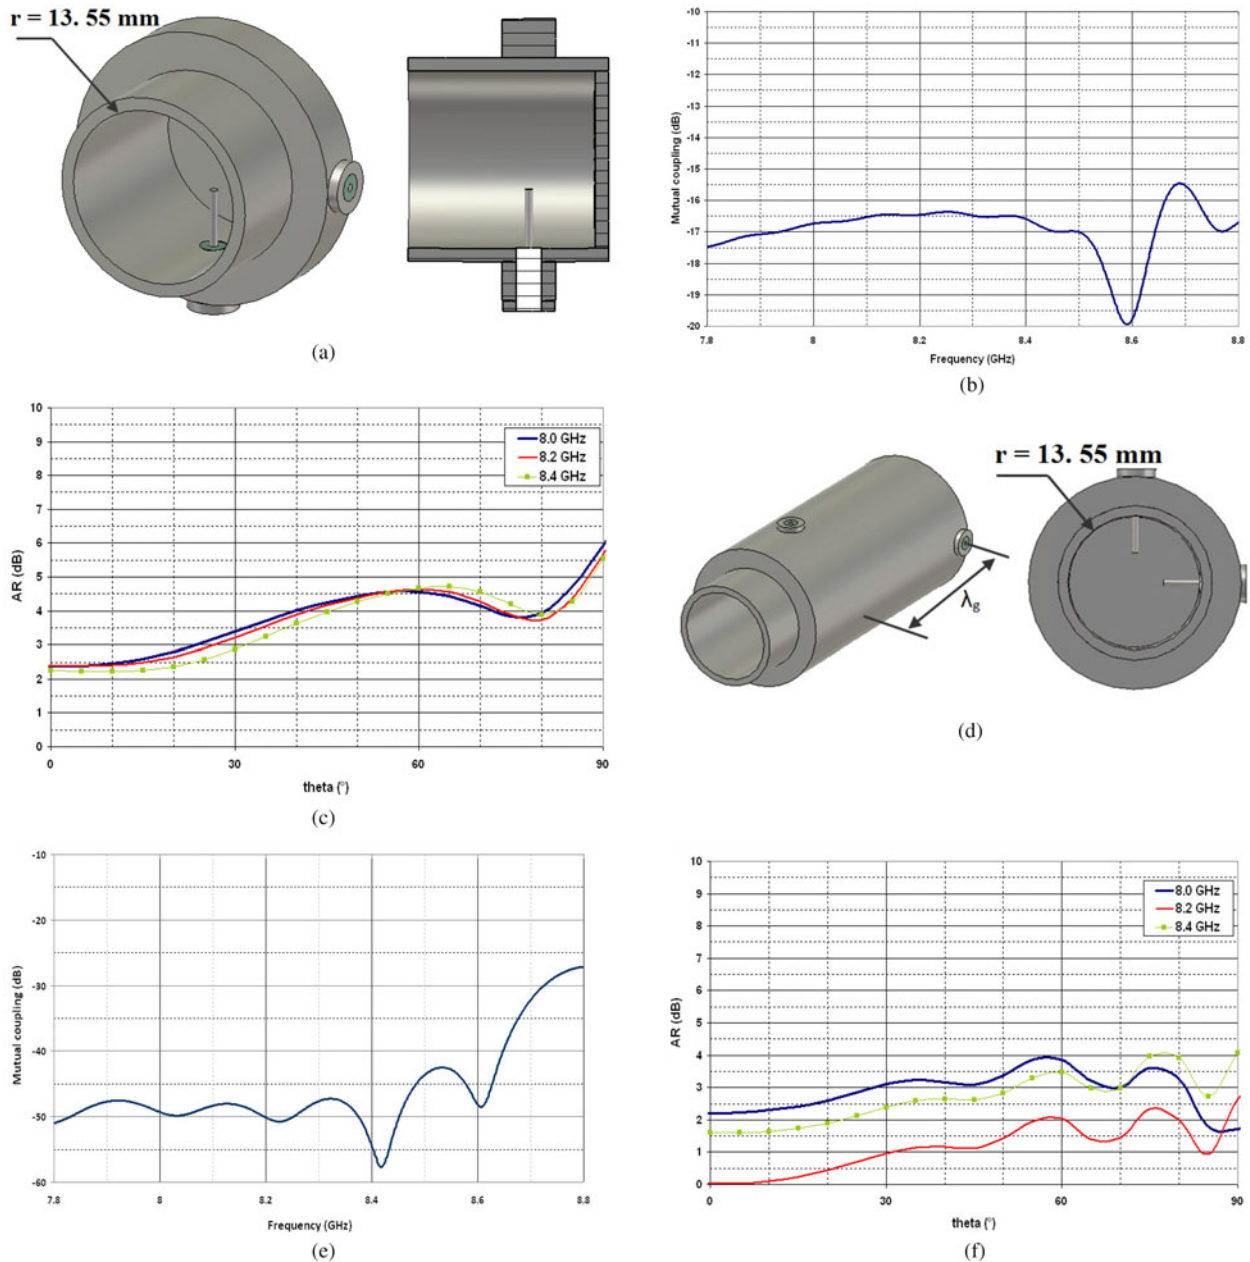 r = 13. 55 mm
(a)
-10
-11
-12
-13
-14
-15
-16
-17
-18
-19
-20
Mutual coupling (dB)
7.8
8
8.2
8.4
8.6
8.8
Frequency (GHz)
(b)
10
9
8
7
6
5
4
3
2
1
0
AR (dB)
8.0 GHz
8.2 GHz
8.4 GHz
0
30
60
90
theta (°)
(c)
r = 13. 55 mm
λg
(d)
-10
-20
-30
-40
-50
-60
Mutual coupling (dB)
7.8
8
8.2
8.4
8.6
8.8
Frequency (GHz)
(e)
10
9
8
7
6
5
4
3
2
1
0
AR (dB)
8.0 GHz
8.2 GHz
8.4 GHz
0
30
60
90
theta (°)
(f)